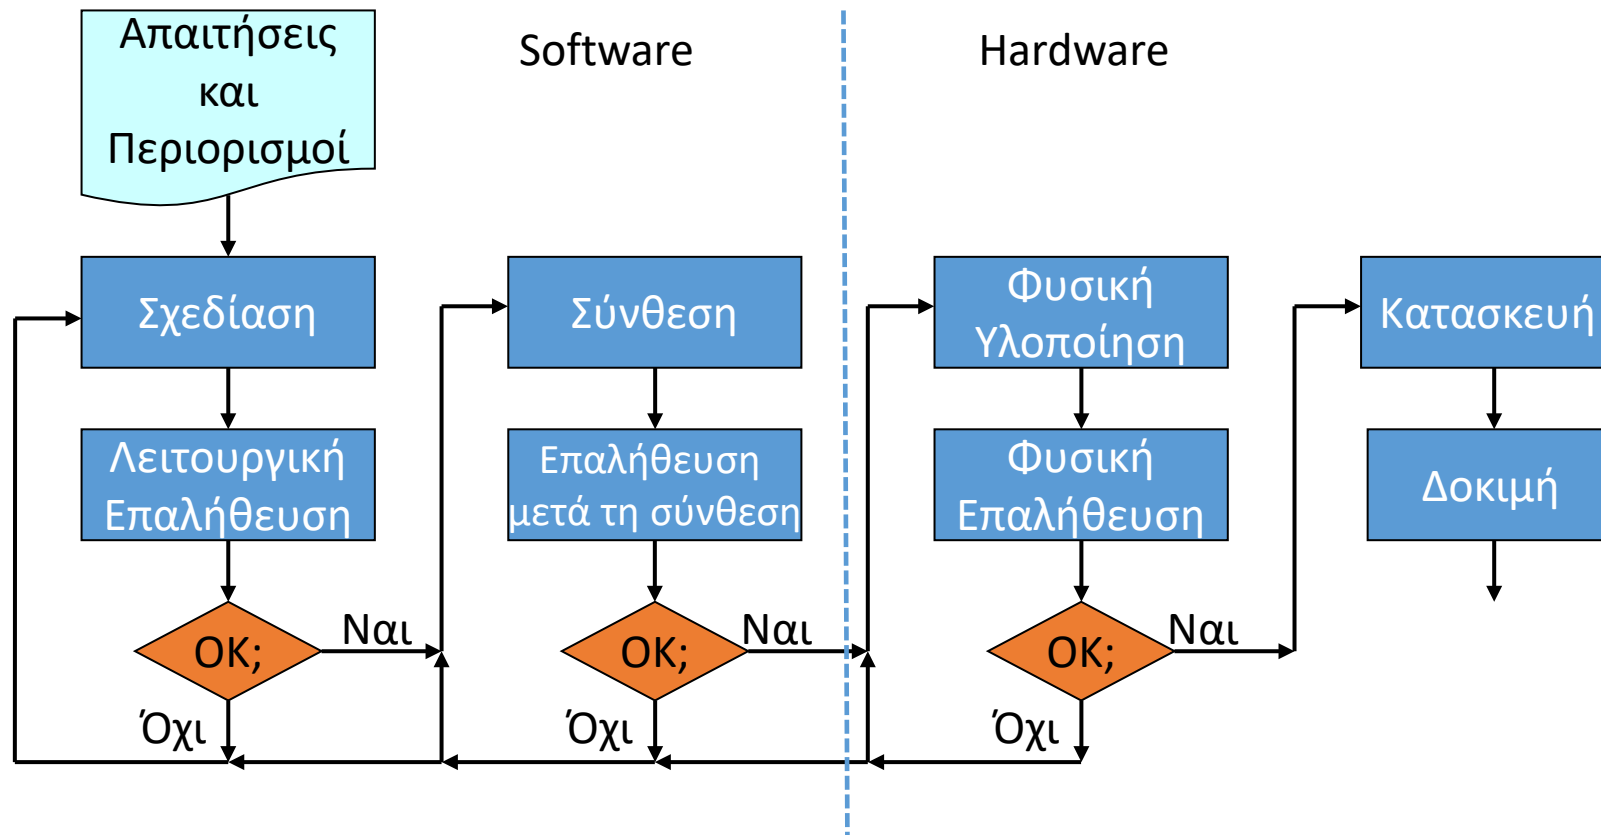 Απαιτήσεις
και
Περιορισμοί
Software
Hardware
Σχεδίαση
Σύνθεση
Φυσική
Υλοποίηση
Κατασκευή
Λειτουργική
Επαλήθευση
Επαλήθευση
μετά τη σύνθεση
Φυσική
Επαλήθευση
Δοκιμή
OK;
Ναι
OK;
Ναι
OK;
Ναι
Όχι
Όχι
Όχι